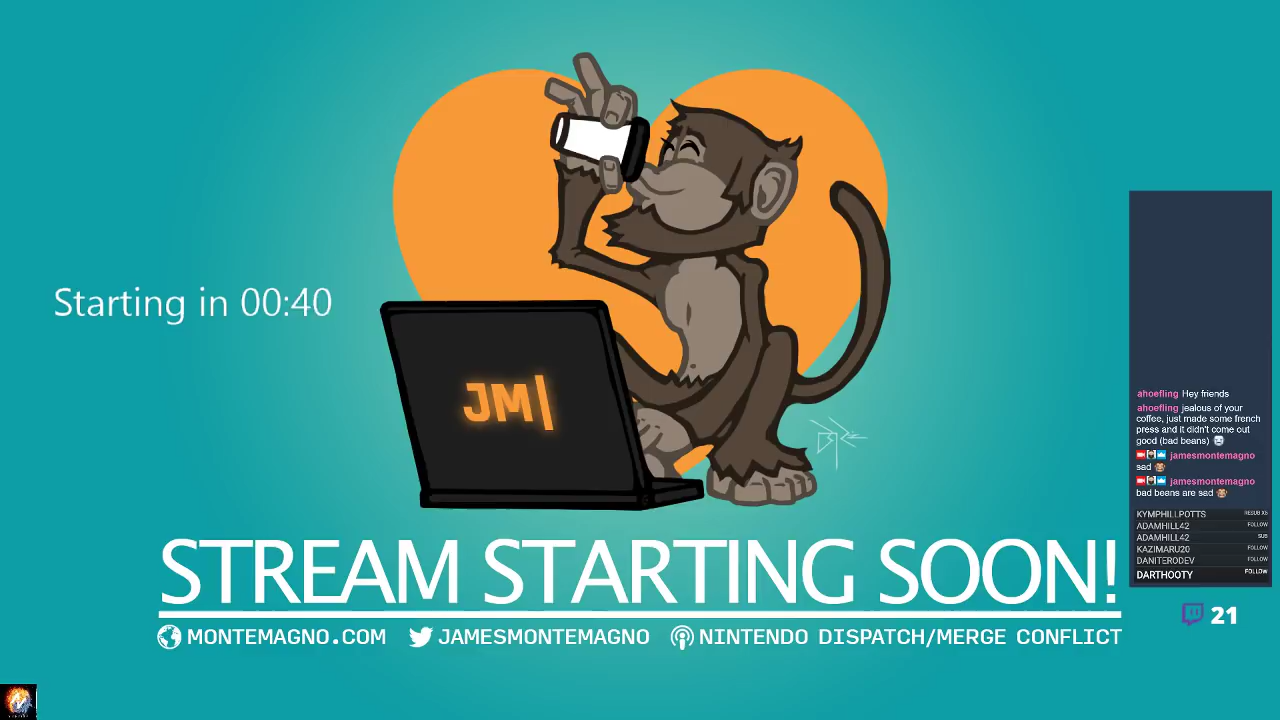 Starting in 00:40
JM|
ahoefling Hey friends
ahoefling jealous of your
coffee, just made some french
press and it didn't come out
good (bad beans)
jamesmontemagno
sad
jamesmontemagno
bad beans are sad
KYMPHILLPOTTS RESUB X6
ADAMHILL42 FOLLOW
ADAMHILL42 SUB
KAZIMARU20 FOLLOW
DANITERODEV FOLLOW
DARTHOOTY FOLLOW
21
STREAM STARTING SOON!
MONTEMAGNO.COM JAMESMONTEMAGNO NINTENDO DISPATCH/MERGE CONFLICT